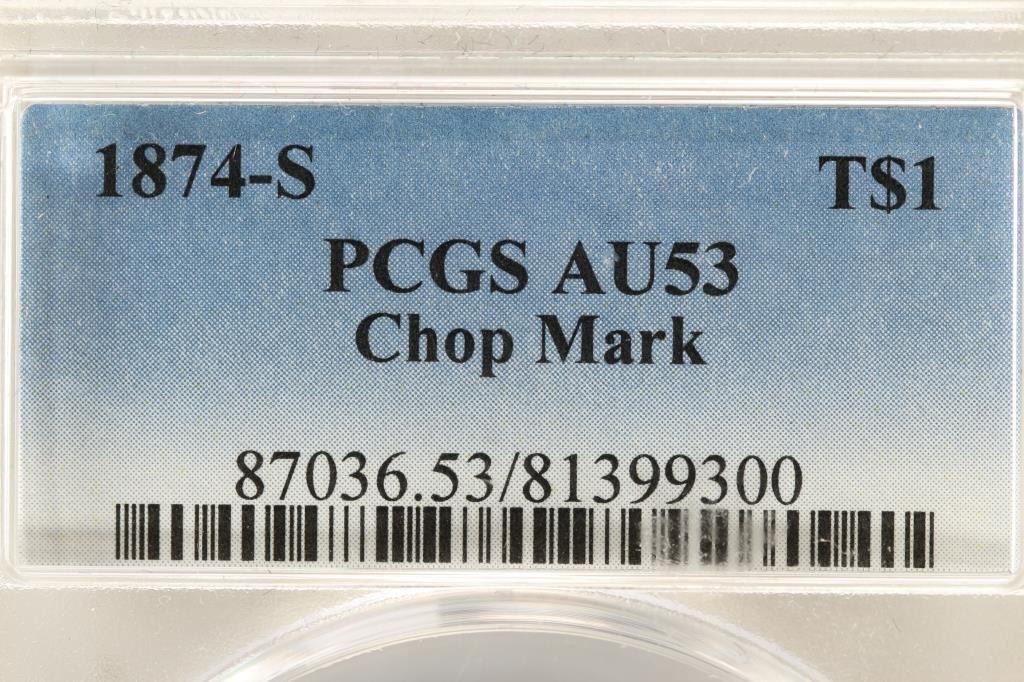 1874-S T$1
PCGS AU53
Chop Mark
87036.53/81399300